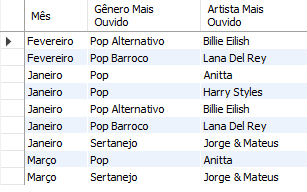 Mês Gênero Mais Ouvido Artista Mais Ouvido
Fevereiro Pop Alternativo Billie Eilish
Fevereiro Pop Barroco Lana Del Rey
Janeiro Pop Anitta
Janeiro Pop Harry Styles
Janeiro Pop Alternativo Billie Eilish
Janeiro Pop Barroco Lana Del Rey
Janeiro Sertanejo Jorge & Mateus
Março Pop Anitta
Março Sertanejo Jorge & Mateus